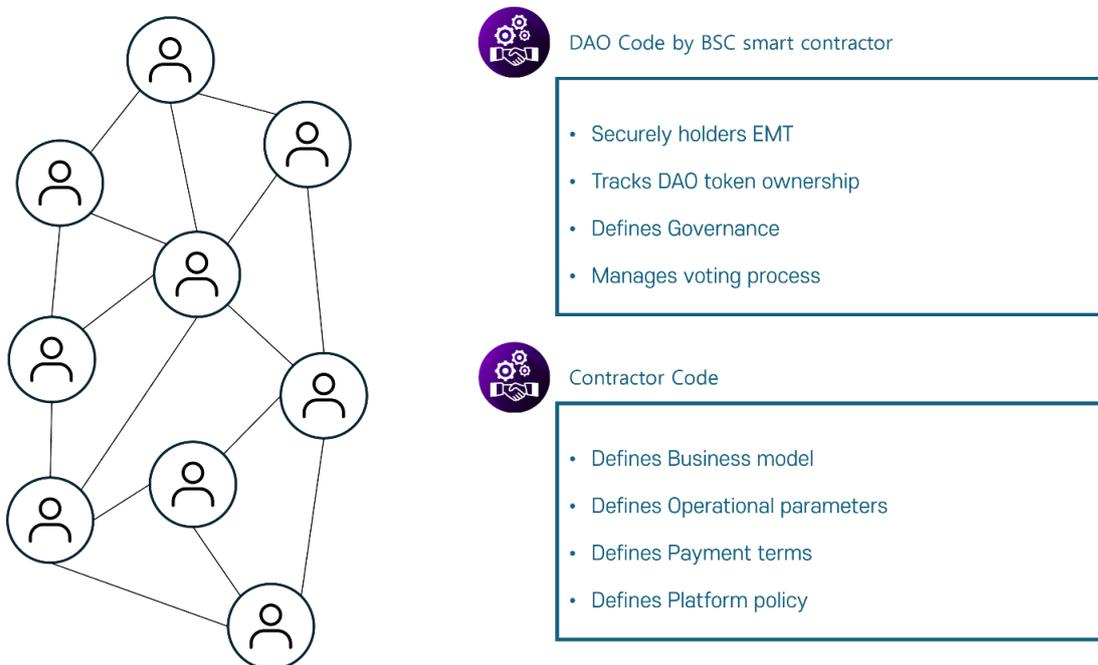 DAO Code by BSC smart contractor
• Securely holders EMT
• Tracks DAO token ownership
• Defines Governance
• Manages voting process
Contractor Code
• Defines Business model
• Defines Operational parameters
• Defines Payment terms
• Defines Platform policy